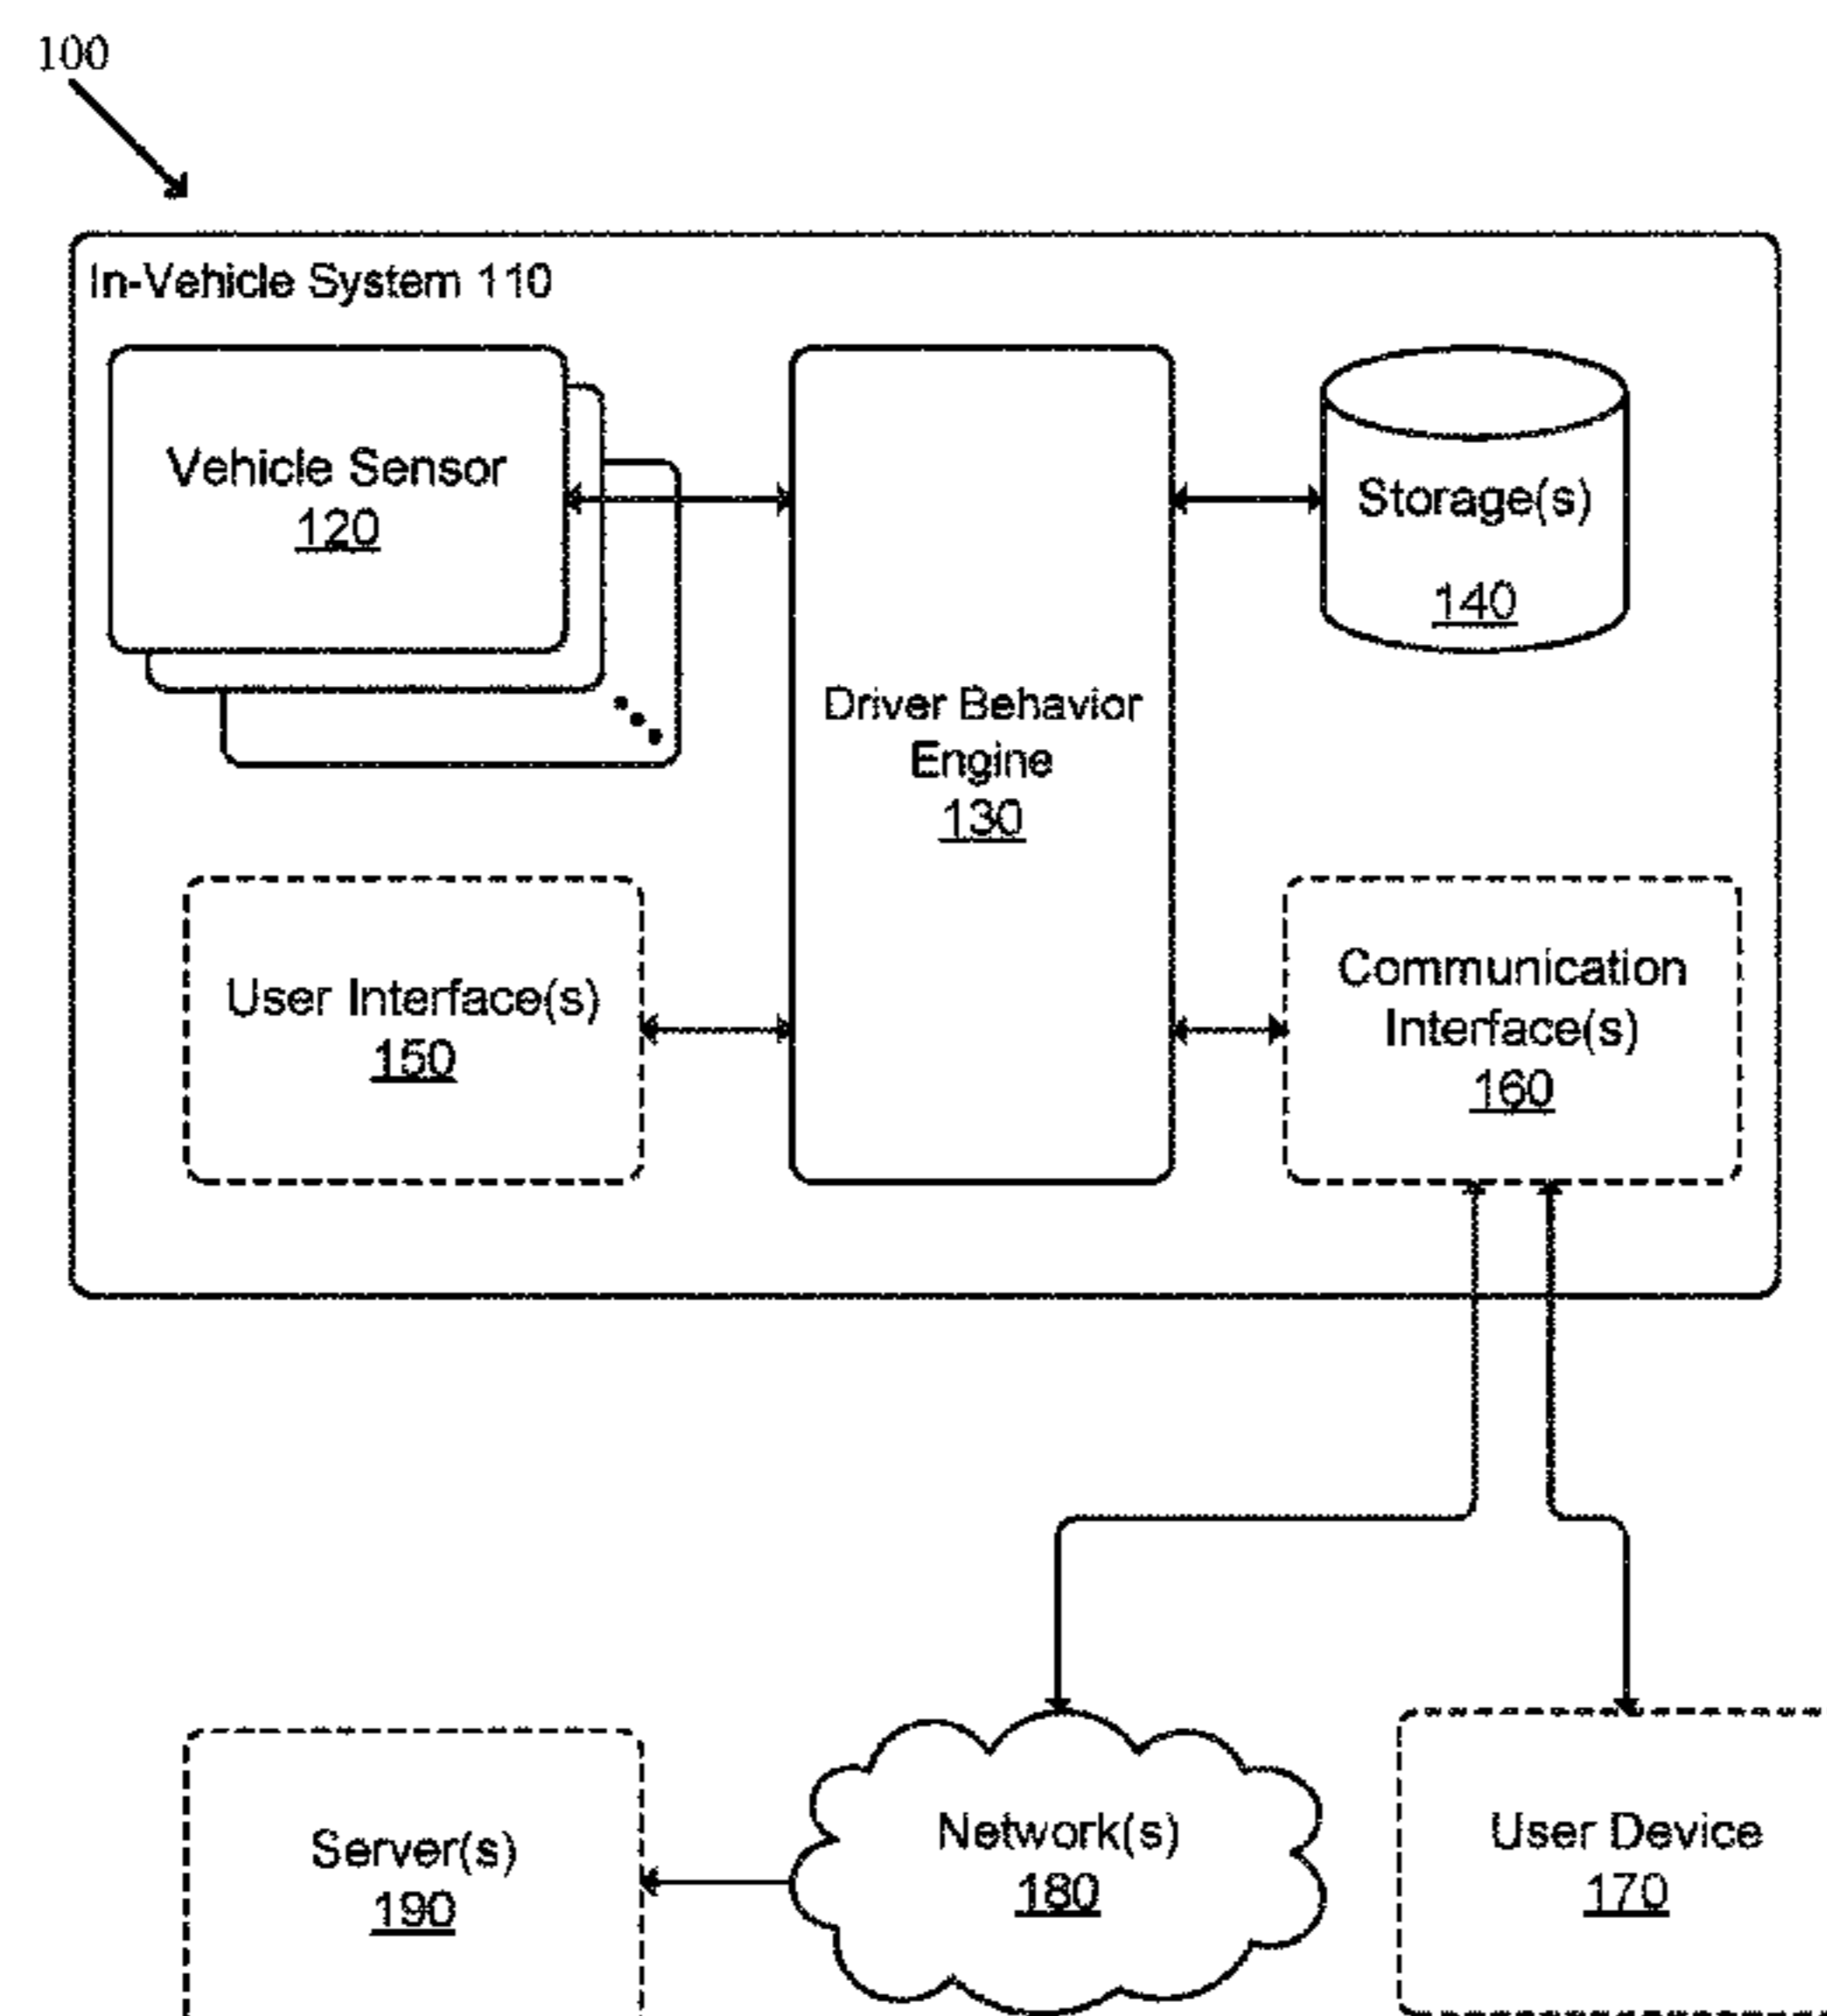 100
In-Vehicle System 110
Vehicle Sensor
120
Storage(s)
140
Driver Behavior
Engine
130
User Interface(s)
150
Communication
Interface(s)
160
Server(s)
190
Network(s)
180
User Device
170